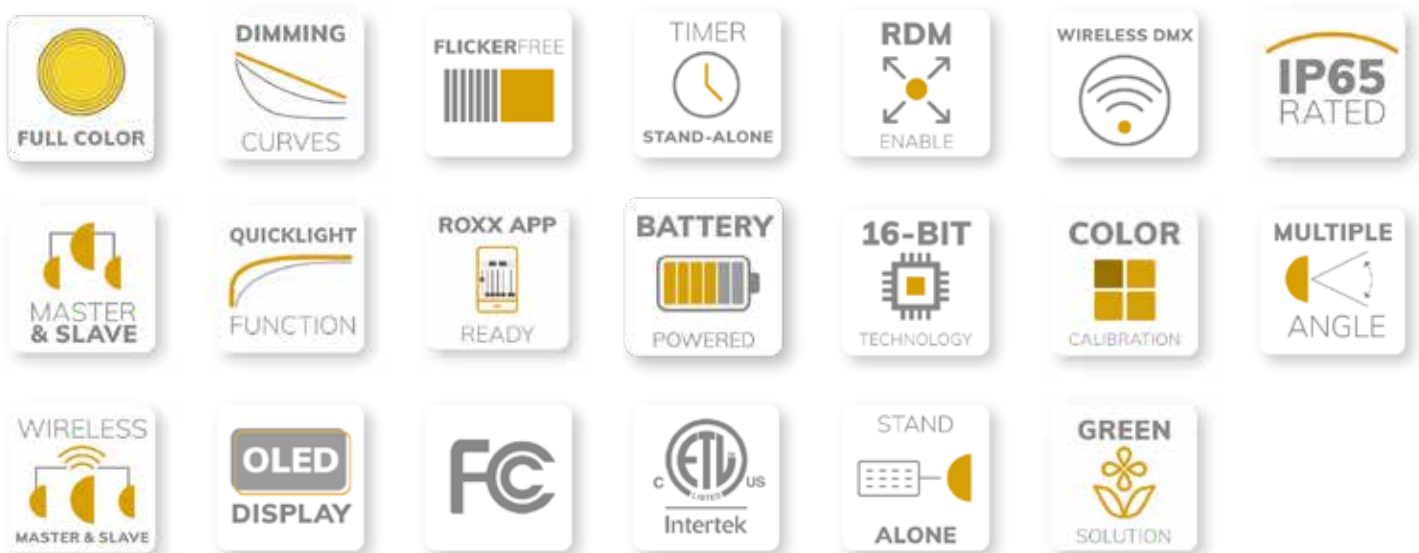 FULL COLOR
DIMMING
CURVES
FLICKERFREE
TIMER
STAND-ALONE
RDM
ENABLE
WIRELESS DMX
IP65
RATED
MASTER
& SLAVE
QUICKLIGHT
FUNCTION
ROXX APP
READY
BATTERY
POWERED
16-BIT
TECHNOLOGY
COLOR
CALIBRATION
MULTIPLE
ANGLE
WIRELESS
MASTER & SLAVE
OLED
DISPLAY
FC
ETL
LISTED
C US
Intertek
STAND
ALONE
GREEN
SOLUTION